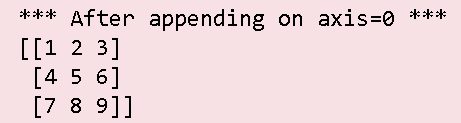 *** After appending on axis=0 ***
[[1 2 3]
 [4 5 6]
 [7 8 9]]